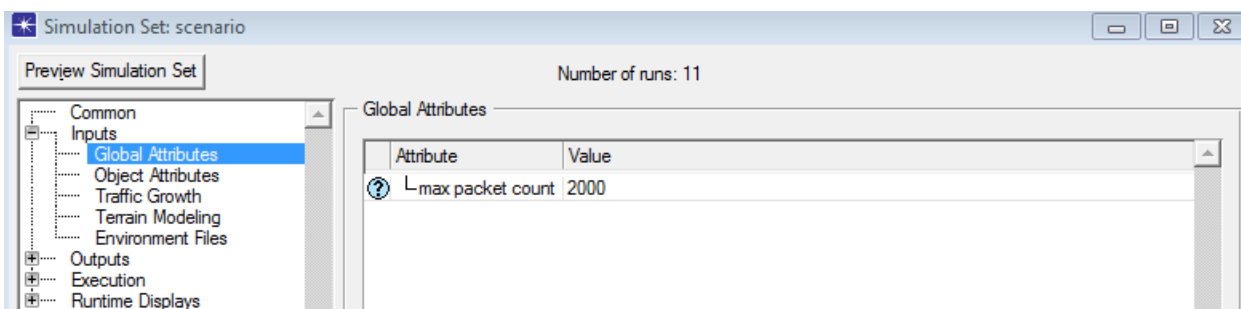 Simulation Set: scenario
Preview Simulation Set
Number of runs: 11
Common
Inputs
Global Attributes
Object Attributes
Traffic Growth
Terrain Modeling
Environment Files
Outputs
Execution
Runtime Displays
Global Attributes
Attribute Value
? max packet count 2000